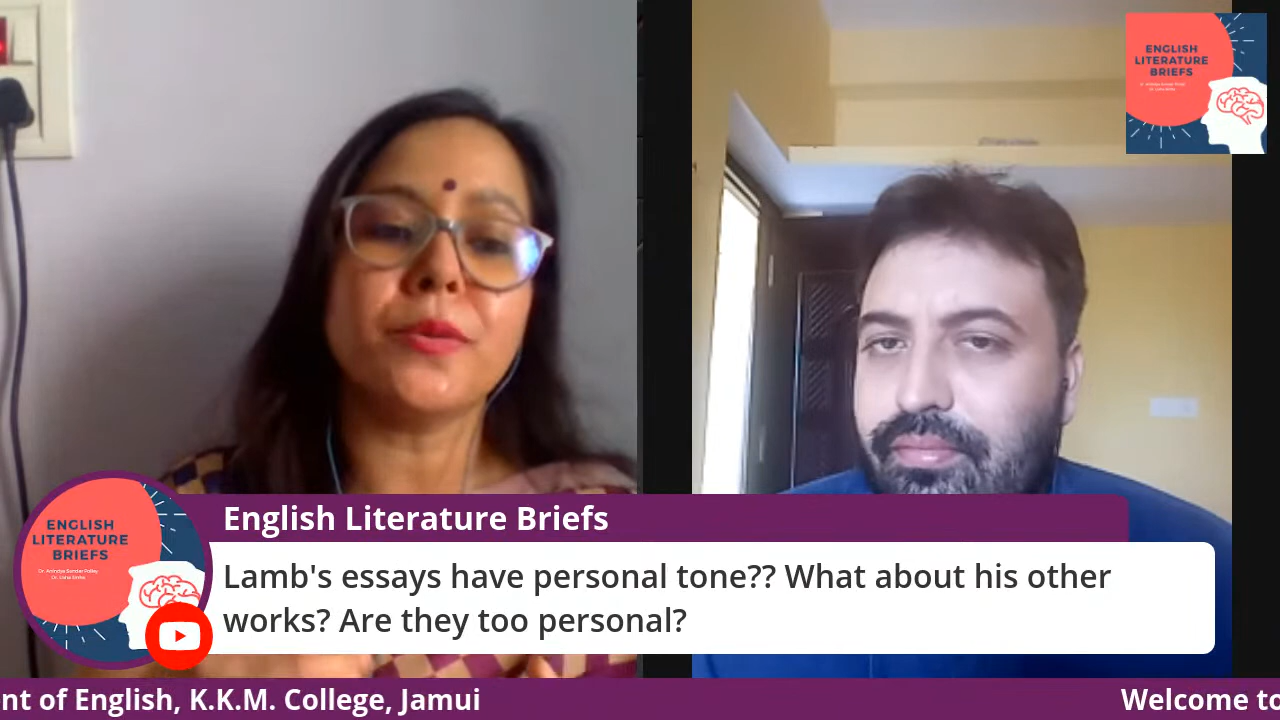 ENGLISH
LITERATURE
BRIEFS
English Literature Briefs
ENGLISH
LITERATURE
BRIEFS
Lamb's essays have personal tone?? What about his other
works? Are they too personal?
nt of English, K.K.M. College, Jamui
Welcome to